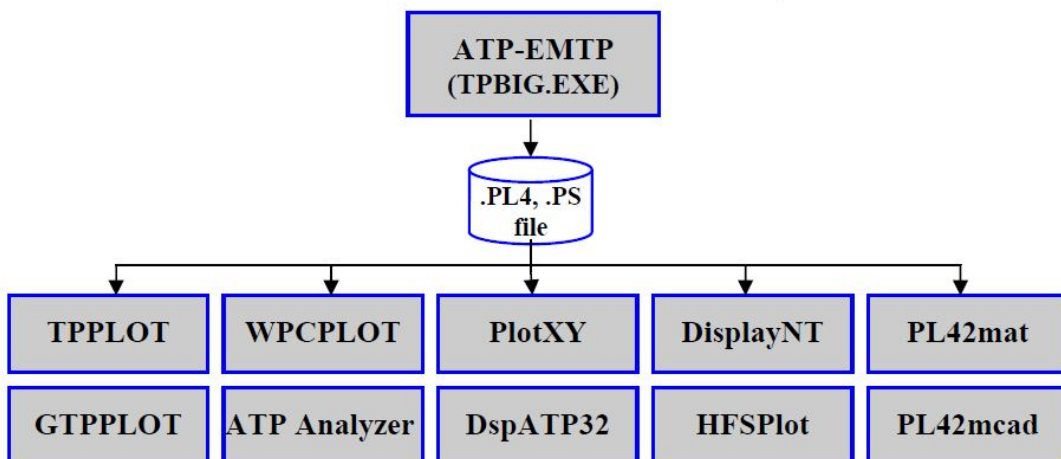 ATP-EMTP
(TPBIG.EXE)
.PL4, .PS
file
TPPLOT
WPCPLOT
PlotXY
DisplayNT
PL42mat
GTPPLOT
ATP Analyzer
DspATP32
HFSPlot
PL42mcad